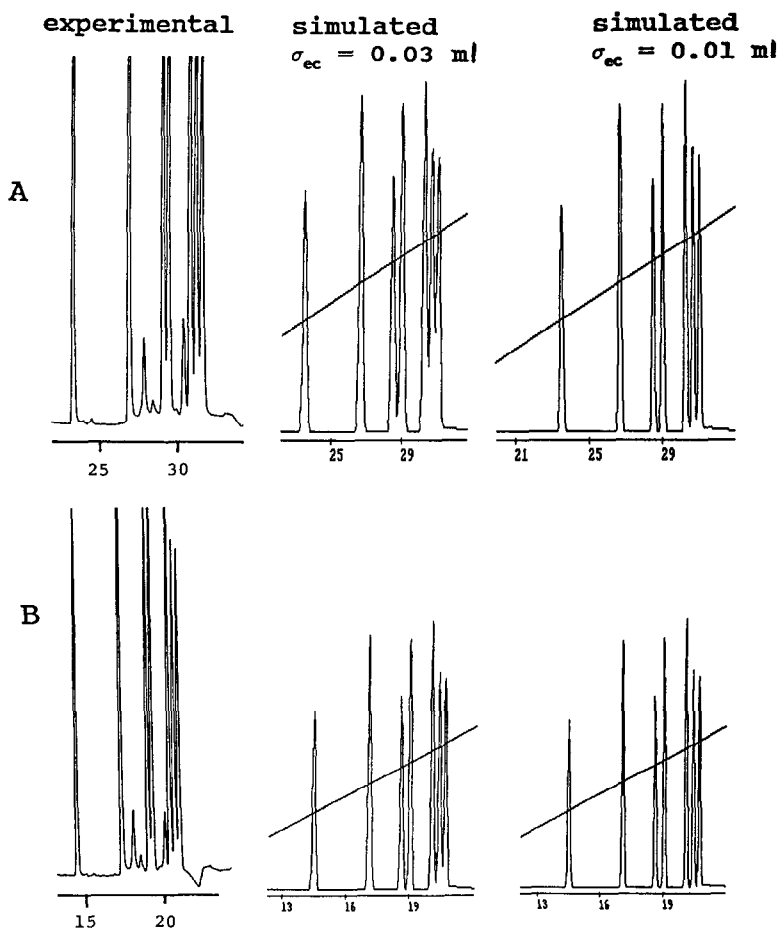 experimental
simulated
σec = 0.03 ml
simulated
σec = 0.01 ml
A
25 30
25 29
21 25 29
B
15 20
13 16 19
13 16 19